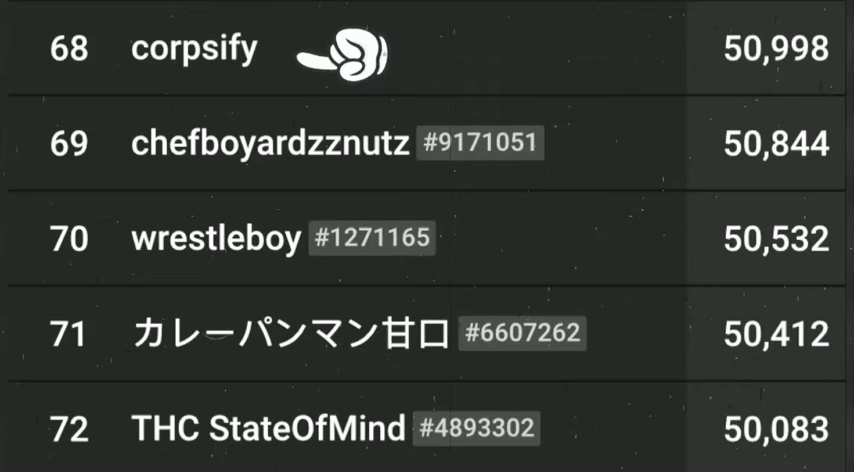 68 corpsify 50,998
69 chefboyardzznutz #9171051 50,844
70 wrestleboy #1271165 50,532
71 カレーパンマン甘口 #6607262 50,412
72 THC StateOfMind #4893302 50,083